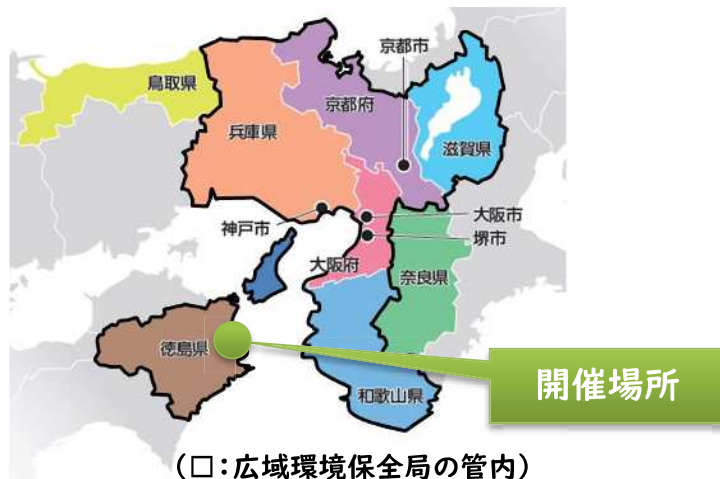 京都市
鳥取県
京都府
兵庫県
滋賀県
神戸市
大阪市
堺市
大阪府
奈良県
徳島県
開催場所
和歌山県
(□:広域環境保全局の管内)